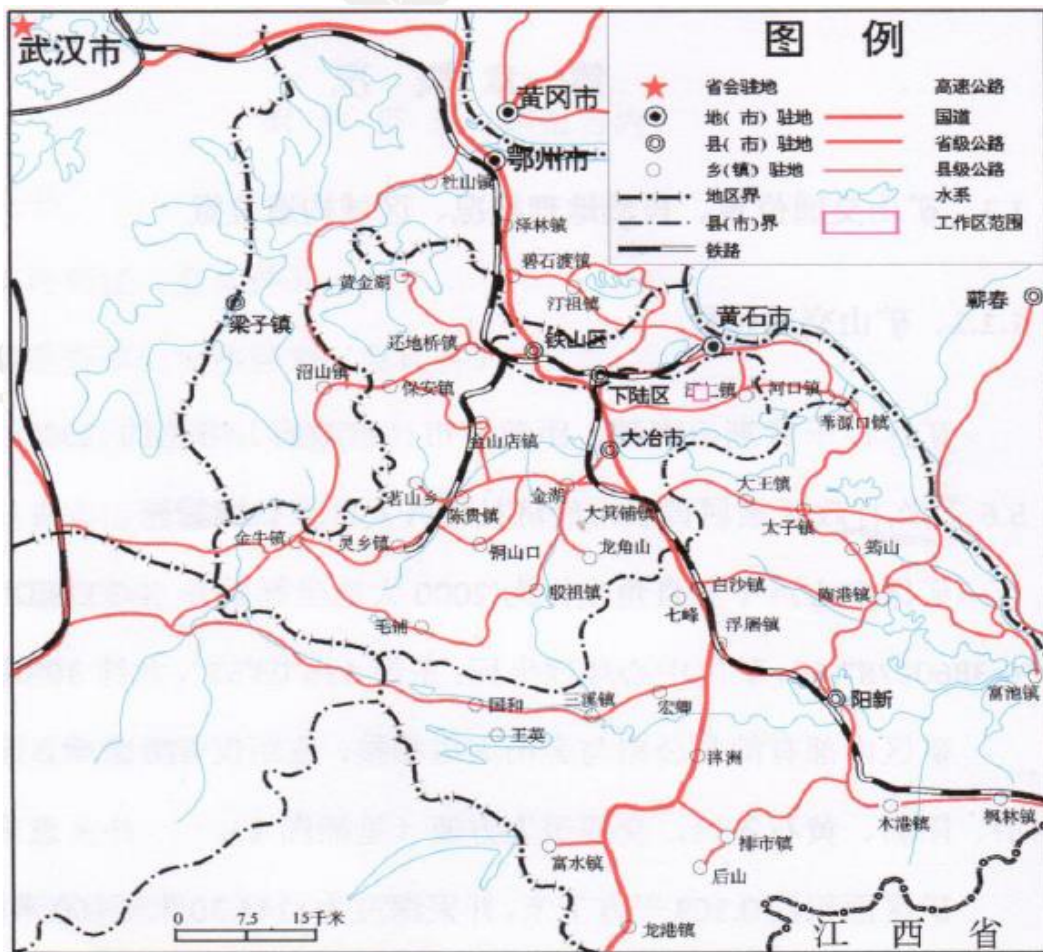 武汉市
图 例
省会驻地
高速公路
地(市)驻地
国道
县(市)驻地
省级公路
乡(镇)驻地
县级公路
地区界
水系
县(市)界
工作区范围
铁路
黄冈市
鄂州市
杜山镇
泽林镇
碧石渡镇
黄金湖
汀祖镇
蕲春
梁子镇
黄石市
还地桥镇
铁山区
沼山镇
保安镇
下陆区
河口镇
韦源口镇
金山店镇
大冶市
茗山乡
金湖
大王镇
陈贵镇
大箕铺镇
太子镇
金牛镇
灵乡镇
铜山口
龙角山
筠山
殷祖镇
白沙镇
七峰
陶港镇
毛铺
浮屠镇
富池镇
国和
三溪镇
宏卿
阳新
王英
洋洲
木港镇
枫林镇
富水镇
排市镇
后山
龙港镇
0 7.5 15千米
江 西 省